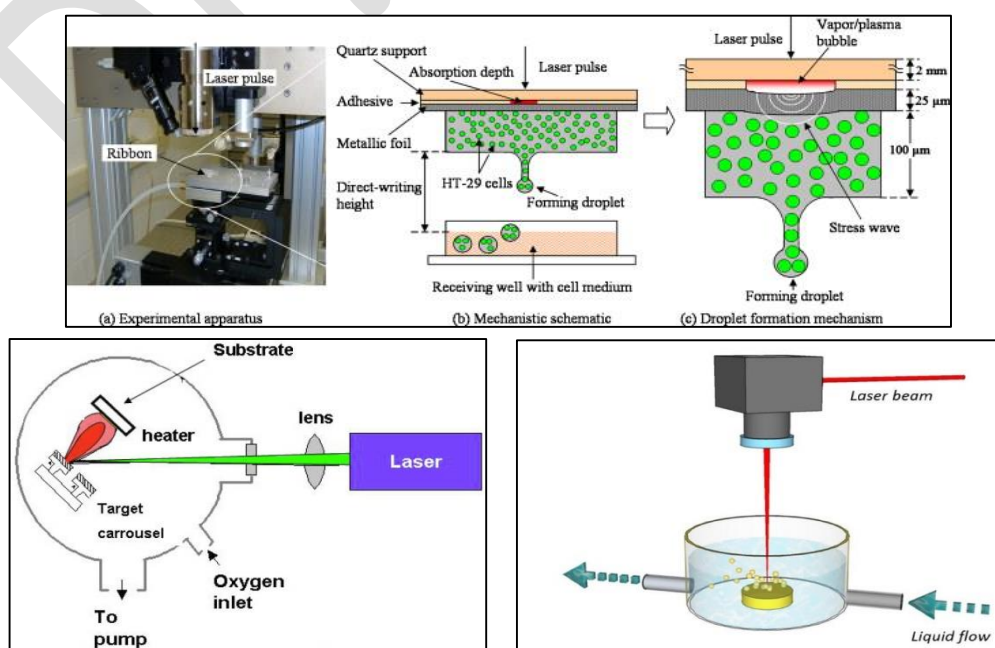 Laser pulse
Ribbon
(a) Experimental apparatus
Quartz support
Absorption depth
Laser pulse
Adhesive
Metallic foil
HT-29 cells
Direct-writing
height
Forming droplet
Receiving well with cell medium
(b) Mechanistic schematic
Vapor/plasma
bubble
Laser pulse
2 mm
25 µm
100 µm
Stress wave
Forming droplet
(c) Droplet formation mechanism
Substrate
heater
lens
Laser
Target
carrousel
Oxygen
inlet
To
pump
Laser beam
Liquid flow